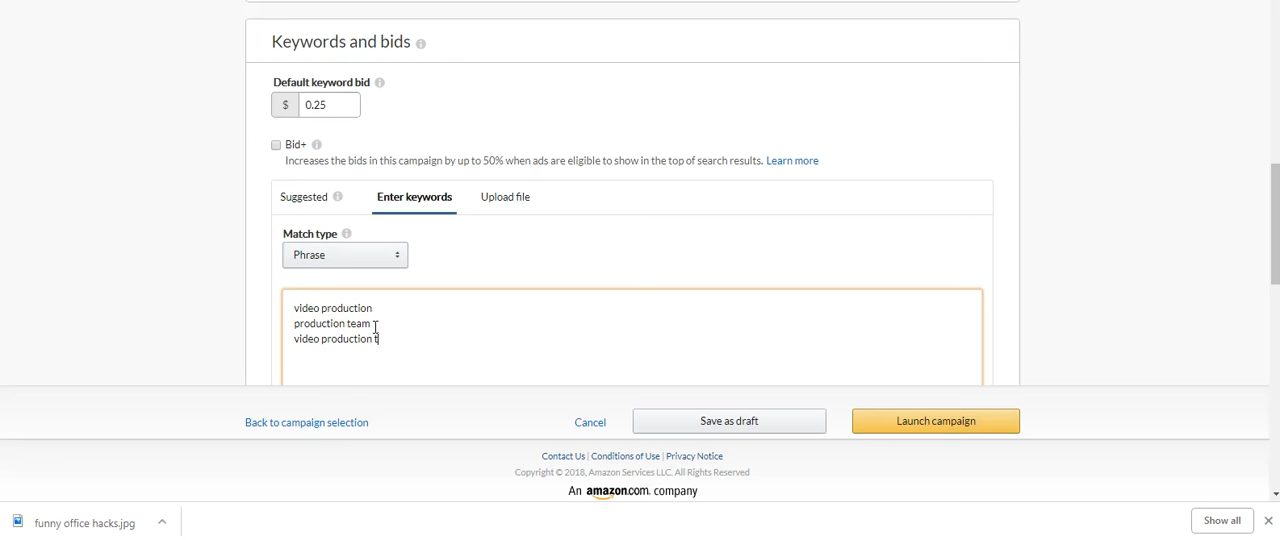 Keywords and bids
Default keyword bid
$ 0.25
Bid+
Increases the bids in this campaign by up to 50% when ads are eligible to show in the top of search results. Learn more
Suggested Enter keywords Upload file
Match type
Phrase
video production
production team
video production t
Back to campaign selection Cancel Save as draft Launch campaign
Contact Us | Conditions of Use | Privacy Notice
Copyright © 2018, Amazon Services LLC. All Rights Reserved
An amazon.com company
funny office hacks.jpg Show all